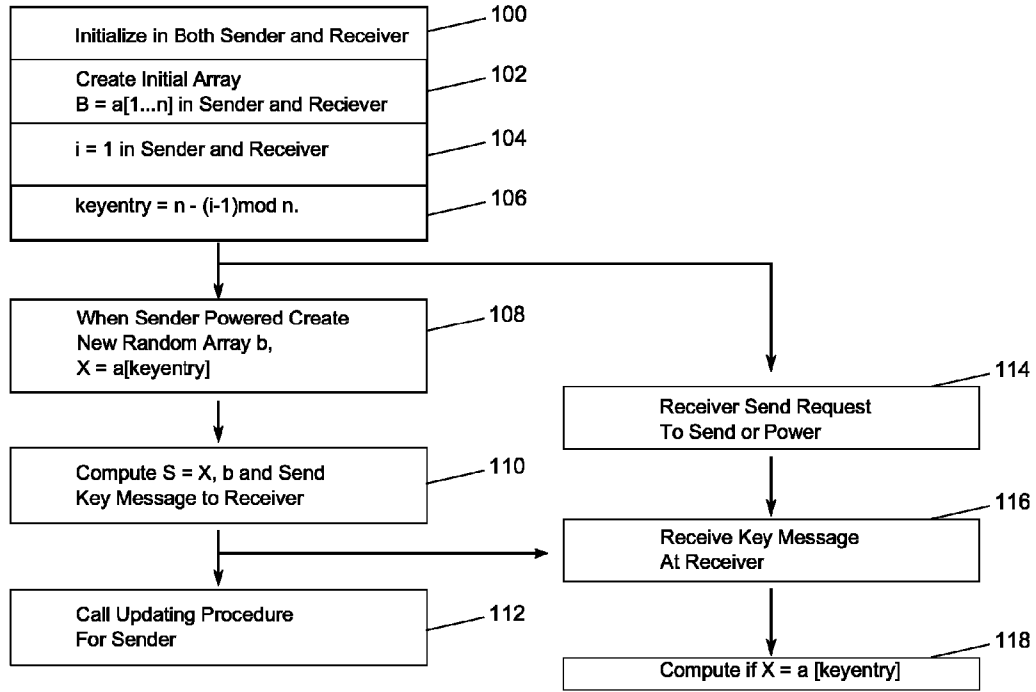 Initialize in Both Sender and Receiver
100
Create Initial Array
B = a[1...n] in Sender and Reciever
102
i = 1 in Sender and Receiver
104
keyentry = n - (i-1)mod n.
106
When Sender Powered Create
New Random Array b,
X = a[keyentry]
108
Compute S = X, b and Send
Key Message to Receiver
110
Call Updating Procedure
For Sender
112
Receiver Send Request
To Send or Power
114
Receive Key Message
At Receiver
116
Compute if X = a [keyentry]
118